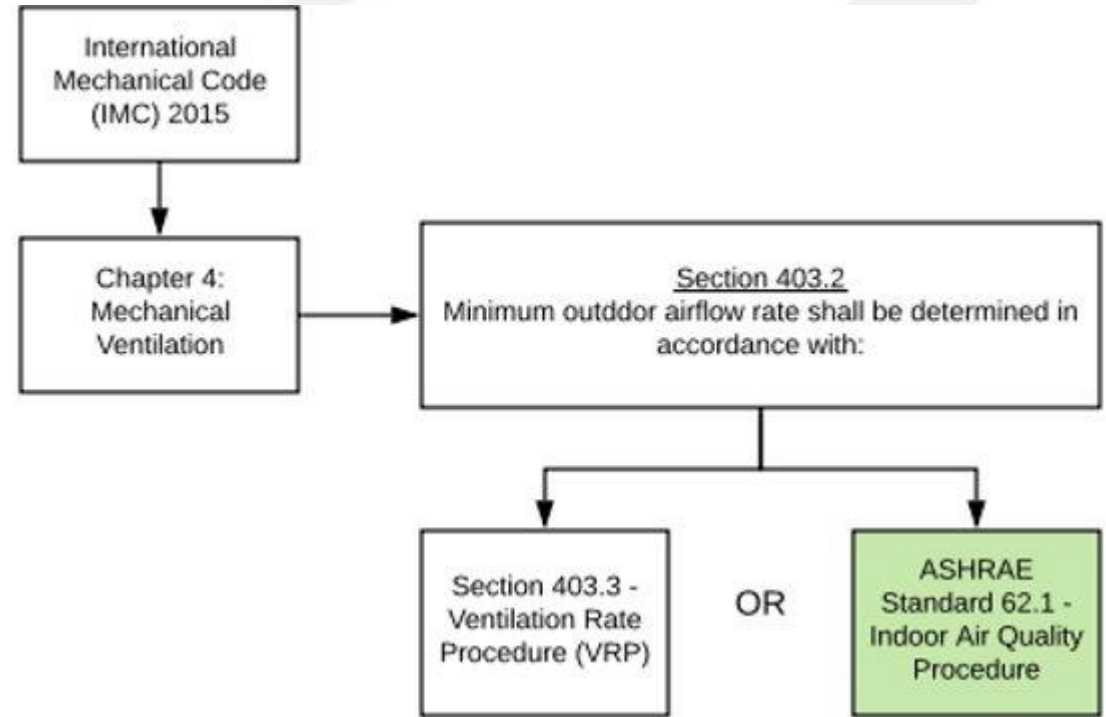 International
Mechanical Code
(IMC) 2015
Chapter 4:
Mechanical
Ventilation
Section 403.2
Minimum outddor airflow rate shall be determined in
accordance with:
Section 403.3 -
Ventilation Rate
Procedure (VRP)
OR
ASHRAE
Standard 62.1 -
Indoor Air Quality
Procedure